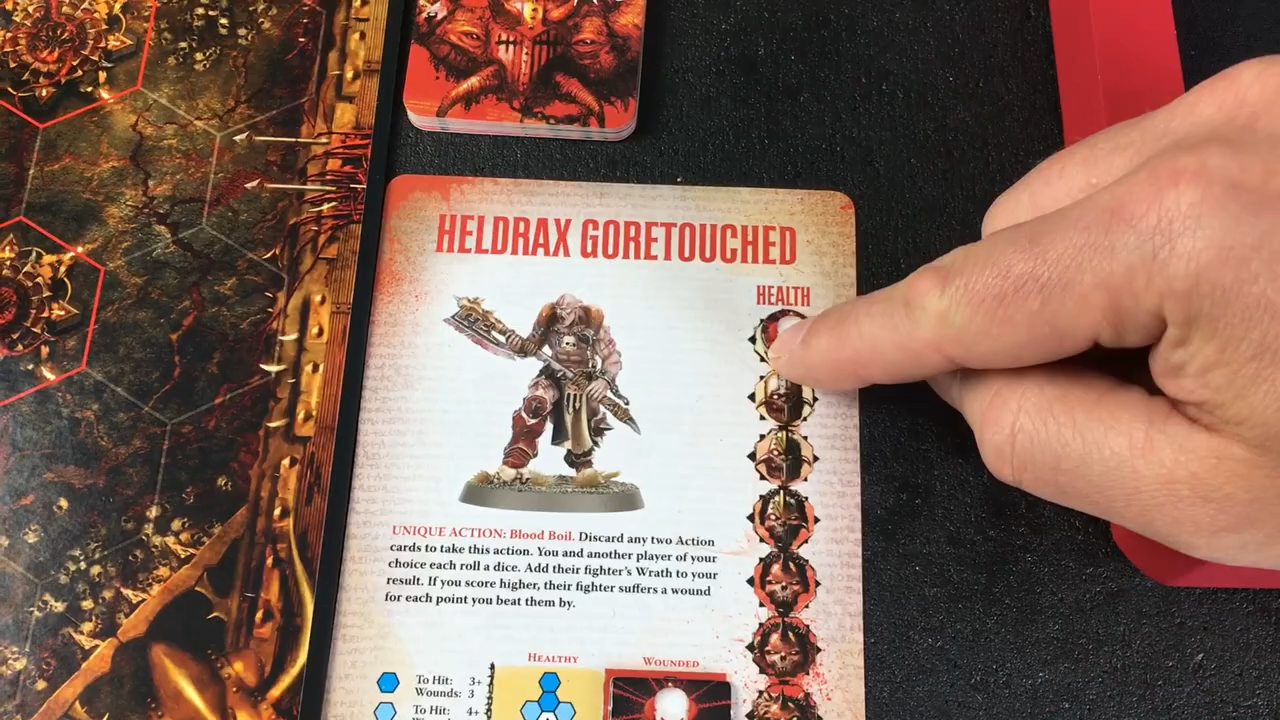 HELDRAX GORETOUCHED
HEALTH
UNIQUE ACTION: Blood Boil. Discard any two Action
cards to take this action. You and another player of your
choice each roll a dice. Add their fighter's Wrath to your
result. If you score higher, their fighter suffers a wound
for each point you beat them by.
HEALTHY
WOUNDED
To Hit: 3+
Wounds: 3
To Hit: 4+